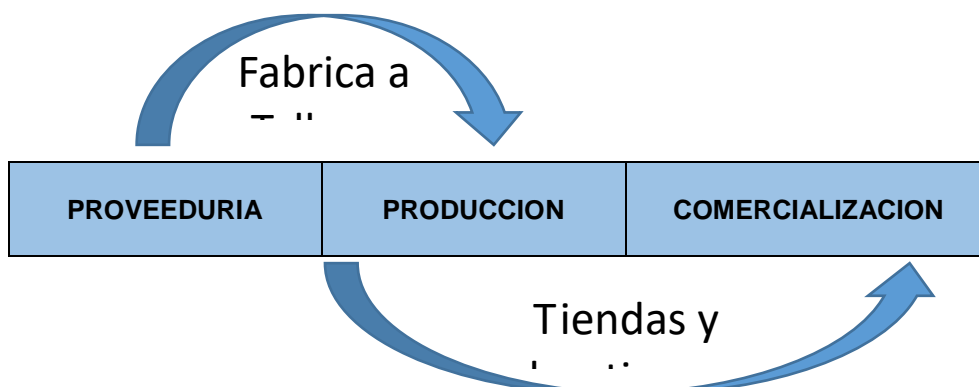 Fabrica a
PROVEEDURIA
PRODUCCION
COMERCIALIZACION
Tiendas y